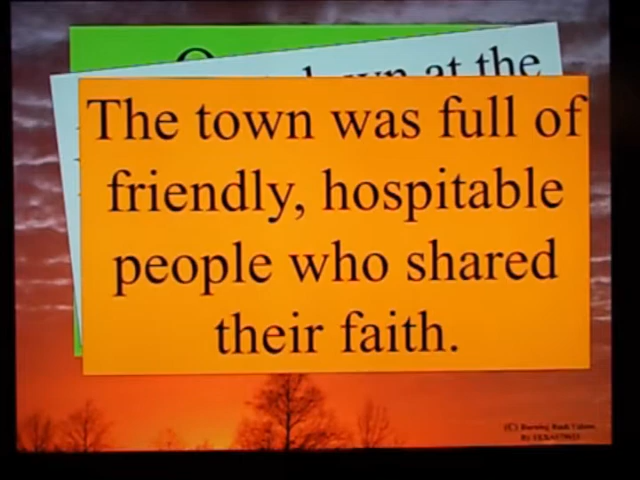 at the
The town was full of
friendly, hospitable
people who shared
their faith.